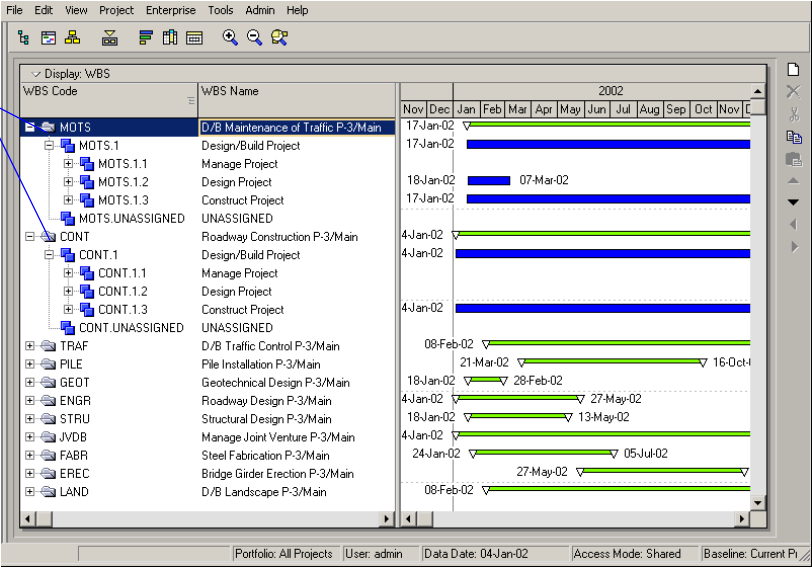 File Edit View Project Enterprise Tools Admin Help
Display: WBS
WBS Code WBS Name 2002
Nov Dec Jan Feb Mar Apr May Jun Jul Aug Sep Oct Nov
MOTS D/B Maintenance of Traffic P-3/Main 17-Jan-02
MOTS.1 Design/Build Project 17-Jan-02
MOTS.1.1 Manage Project
MOTS.1.2 Design Project 18-Jan-02 07-Mar-02
MOTS.1.3 Construct Project 17-Jan-02
MOTS.UNASSIGNED UNASSIGNED
CONT Roadway Construction P-3/Main 4-Jan-02
CONT.1 Design/Build Project 4-Jan-02
CONT.1.1 Manage Project
CONT.1.2 Design Project
CONT.1.3 Construct Project 4-Jan-02
CONT.UNASSIGNED UNASSIGNED
TRAF D/B Traffic Control P-3/Main 08-Feb-02
PILE Pile Installation P-3/Main 21-Mar-02 16-Oct-
GEOT Geotechnical Design P-3/Main 18-Jan-02 28-Feb-02
ENGR Roadway Design P-3/Main 4-Jan-02 27-May-02
STRU Structural Design P-3/Main 18-Jan-02 13-May-02
JVDB Manage Joint Venture P-3/Main 4-Jan-02
FABR Steel Fabrication P-3/Main 24-Jan-02 05-Jul-02
EREC Bridge Girder Erection P-3/Main 27-May-02
LAND D/B Landscape P-3/Main 08-Feb-02
Portfolio: All Projects User: admin Data Date: 04-Jan-02 Access Mode: Shared Baseline: Current